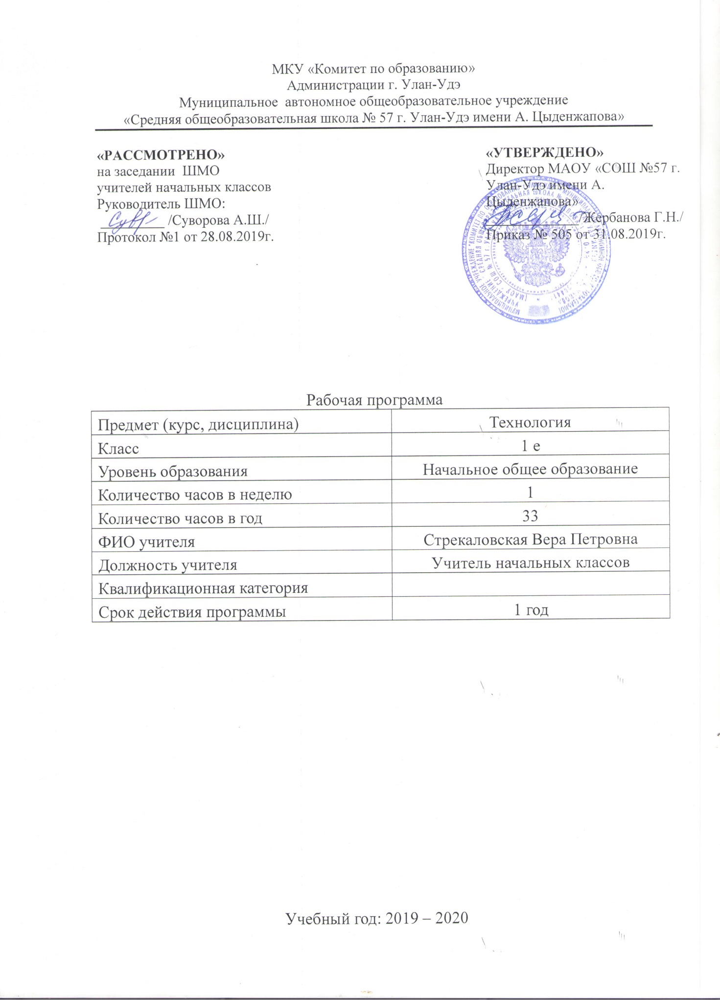 МКУ «Комитет по образованию»
Администрации г. Улан-Удэ
Муниципальное  автономное общеобразовательное учреждение
«Средняя общеобразовательная школа № 57 г. Улан-Удэ имени А. Цыденжапова»
«РАССМОТРЕНО»
на заседании  ШМО
учителей начальных классов
Руководитель ШМО:
/Суворова А.Ш./
Протокол №1 от 28.08.2019г.
«УТВЕРЖДЕНО»
Директор МАОУ «СОШ №57 г.
Улан-Удэ имени А.
Цыденжапова»
/Жербанова Г.Н./
Приказ № 505 от 31.08.2019г.
Рабочая программа
Предмет (курс, дисциплина) Технология
Класс 1 е
Уровень образования Начальное общее образование
Количество часов в неделю 1
Количество часов в год 33
ФИО учителя Стрекаловская Вера Петровна
Должность учителя Учитель начальных классов
Квалификационная категория
Срок действия программы 1 год
Учебный год: 2019 – 2020